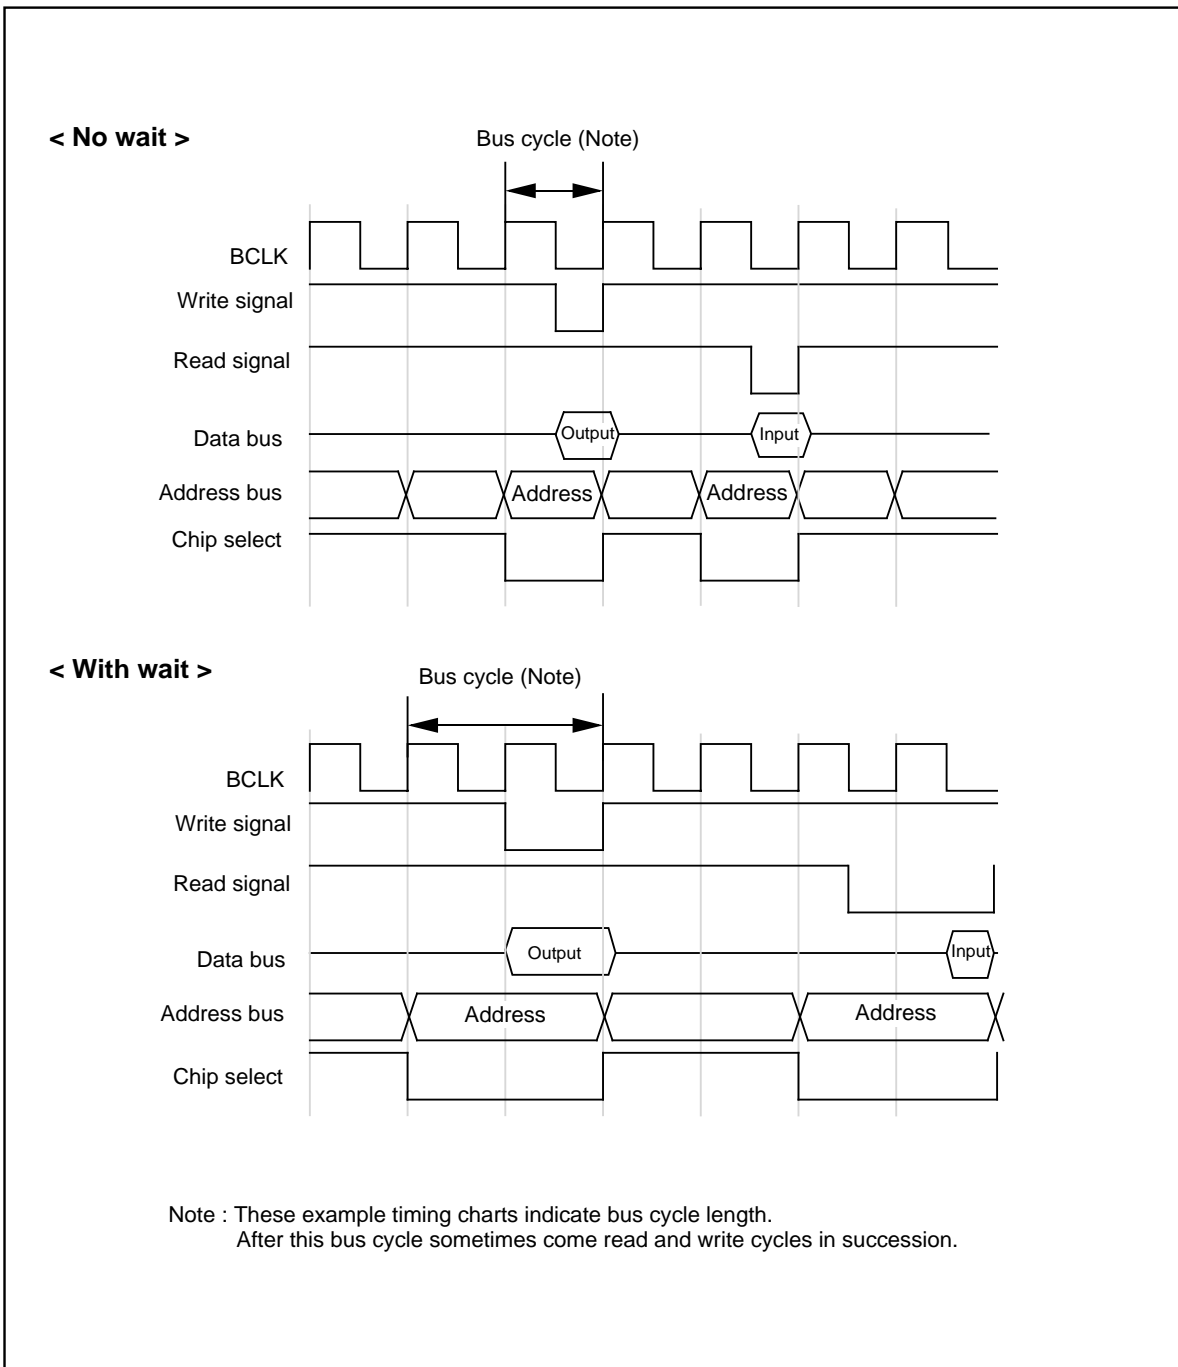 < No wait >
Bus cycle (Note)
BCLK
Write signal
Read signal
Data bus
Output
Input
Address bus
Address
Address
Chip select
< With wait >
Bus cycle (Note)
BCLK
Write signal
Read signal
Data bus
Output
Input
Address bus
Address
Address
Chip select
Note : These example timing charts indicate bus cycle length.
After this bus cycle sometimes come read and write cycles in succession.